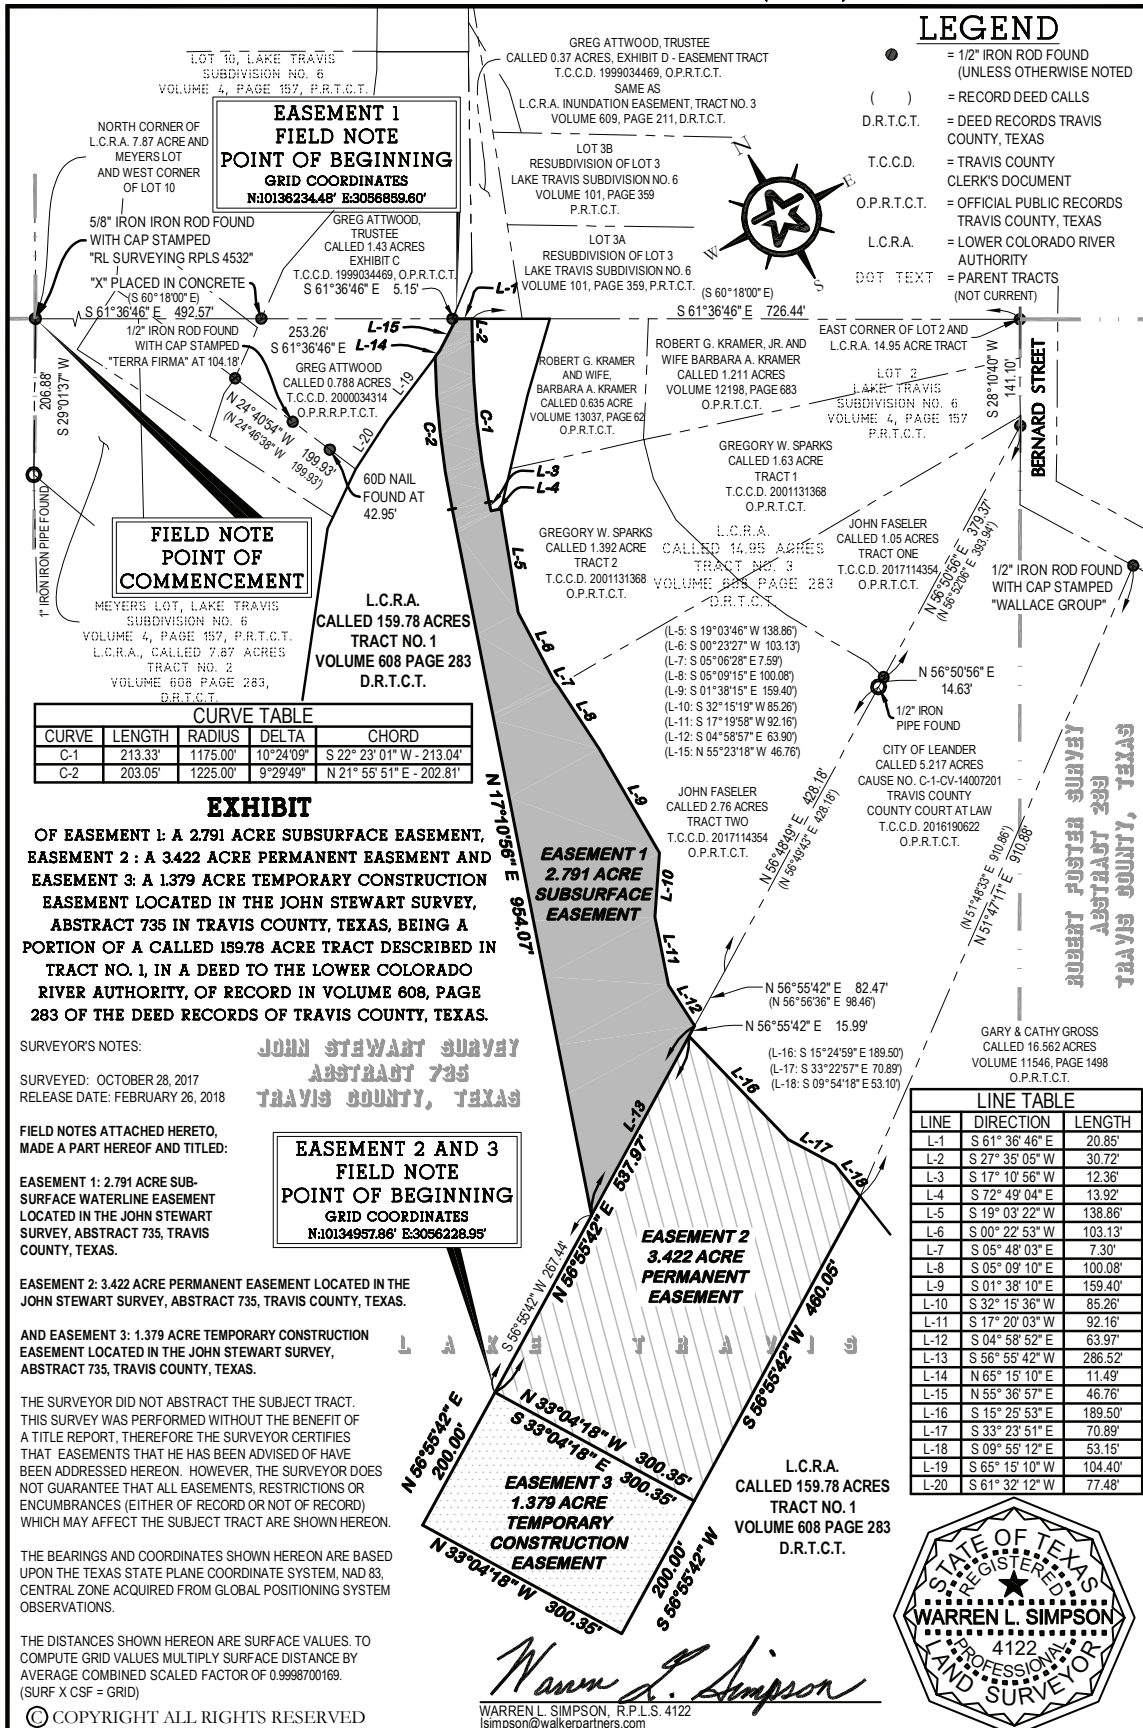 LEGEND
= 1/2" IRON ROD FOUND
(UNLESS OTHERWISE NOTED
( ) = RECORD DEED CALLS
D.R.T.C.T. = DEED RECORDS TRAVIS
COUNTY, TEXAS
T.C.C.D. = TRAVIS COUNTY
CLERK'S DOCUMENT
O.P.R.T.C.T. = OFFICIAL PUBLIC RECORDS
TRAVIS COUNTY, TEXAS
L.C.R.A. = LOWER COLORADO RIVER
AUTHORITY
DOT TEXT = PARENT TRACTS
(NOT CURRENT)
N
E
S
W
LOT 10, LAKE TRAVIS
SUBDIVISION NO. 6
VOLUME 4, PAGE 157, P.R.T.C.T.
EASEMENT 1
FIELD NOTE
POINT OF BEGINNING
GRID COORDINATES
N:10136234.48' E:3056859.60'
GREG ATTWOOD, TRUSTEE
CALLED 0.37 ACRES, EXHIBIT D - EASEMENT TRACT
T.C.C.D. 1999034469, O.P.R.T.C.T.
SAME AS
L.C.R.A. INUNDATION EASEMENT, TRACT NO. 3
VOLUME 609, PAGE 211, D.R.T.C.T.
LOT 3B
RESUBDIVISION OF LOT 3
LAKE TRAVIS SUBDIVISION NO. 6
VOLUME 101, PAGE 359
P.R.T.C.T.
LOT 3A
RESUBDIVISION OF LOT 3
LAKE TRAVIS SUBDIVISION NO. 6
VOLUME 101, PAGE 359, P.R.T.C.T.
NORTH CORNER OF
L.C.R.A. 7.87 ACRE AND
MEYERS LOT
AND WEST CORNER
OF LOT 10
5/8" IRON IRON ROD FOUND
WITH CAP STAMPED
"RL SURVEYING RPLS 4532"
"X" PLACED IN CONCRETE
(S 60°18'00" E)
S 61°36'46" E 492.57'
GREG ATTWOOD,
TRUSTEE
CALLED 1.43 ACRES
EXHIBIT C
T.C.C.D. 1999034469, O.P.R.T.C.T.
S 61°36'46" E 5.15'
L-1
(S 60°18'00" E)
S 61°36'46" E 726.44'
1/2" IRON ROD FOUND
WITH CAP STAMPED
"TERRA FIRMA" AT 104.18'
253.26'
S 61°36'46" E
L-15
L-14
L-2
GREG ATTWOOD
CALLED 0.788 ACRES
T.C.C.D. 2000034314
O.P.R.R.P.T.C.T.
L-19
L-20
C-2
C-1
L-3
L-4
206.88'
S 29°01'37" W
1" IRON IRON PIPE FOUND
N 24°40'54" W 199.93'
(N 24°46'38" W 199.93')
60D NAIL
FOUND AT
42.95'
ROBERT G. KRAMER
AND WIFE,
BARBARA A. KRAMER
CALLED 0.635 ACRE
VOLUME 13037, PAGE 62
O.P.R.T.C.T.
ROBERT G. KRAMER, JR. AND
WIFE BARBARA A. KRAMER
CALLED 1.211 ACRES
VOLUME 12198, PAGE 683
O.P.R.T.C.T.
EAST CORNER OF LOT 2 AND
L.C.R.A. 14.95 ACRE TRACT
LOT 2
LAKE TRAVIS
SUBDIVISION NO. 6
VOLUME 4, PAGE 157
P.R.T.C.T.
S 28°10'40" W
141.10'
BERNARD STREET
GREGORY W. SPARKS
CALLED 1.63 ACRE
TRACT 1
T.C.C.D. 2001131368
O.P.R.T.C.T.
GREGORY W. SPARKS
CALLED 1.392 ACRE
TRACT 2
T.C.C.D. 2001131368
O.P.R.T.C.T.
L.C.R.A.
CALLED 14.95 ACRES
TRACT NO. 3
VOLUME 608, PAGE 283
D.R.T.C.T.
JOHN FASELER
CALLED 1.05 ACRES
TRACT ONE
T.C.C.D. 2017114354
O.P.R.T.C.T.
N 56°50'56" E 379.37'
(N 56°52'06" E 393.94')
1/2" IRON ROD FOUND
WITH CAP STAMPED
"WALLACE GROUP"
FIELD NOTE
POINT OF
COMMENCEMENT
MEYERS LOT, LAKE TRAVIS
SUBDIVISION NO. 6
VOLUME 4, PAGE 157, P.R.T.C.T.
L.C.R.A., CALLED 7.87 ACRES
TRACT NO. 2
VOLUME 608 PAGE 283,
D.R.T.C.T.
L.C.R.A.
CALLED 159.78 ACRES
TRACT NO. 1
VOLUME 608 PAGE 283
D.R.T.C.T.
L-5
L-6
L-7
L-8
L-9
L-10
L-11
L-12
(L-5: S 19°03'46" W 138.86')
(L-6: S 00°23'27" W 103.13')
(L-7: S 05°06'28" E 7.59')
(L-8: S 05°09'15" E 100.08')
(L-9: S 01°38'15" E 159.40')
(L-10: S 32°15'19" W 85.26')
(L-11: S 17°19'58" W 92.16')
(L-12: S 04°58'57" E 63.90')
(L-15: N 55°23'18" W 46.76')
N 56°50'56" E
14.63'
1/2" IRON
PIPE FOUND
CITY OF LEANDER
CALLED 5.217 ACRES
CAUSE NO. C-1-CV-14007201
TRAVIS COUNTY
COUNTY COURT AT LAW
T.C.C.D. 2016190622
O.P.R.T.C.T.
ROBERT FOSTER SURVEY
ABSTRACT 289
TRAVIS COUNTY, TEXAS
CURVE TABLE
CURVE LENGTH RADIUS DELTA CHORD
C-1 213.33' 1175.00' 10°24'09" S 22° 23' 01" W - 213.04'
C-2 203.05' 1225.00' 9°29'49" N 21° 55' 51" E - 202.81'
EXHIBIT
OF EASEMENT 1: A 2.791 ACRE SUBSURFACE EASEMENT,
EASEMENT 2 : A 3.422 ACRE PERMANENT EASEMENT AND
EASEMENT 3: A 1.379 ACRE TEMPORARY CONSTRUCTION
EASEMENT LOCATED IN THE JOHN STEWART SURVEY,
ABSTRACT 735 IN TRAVIS COUNTY, TEXAS, BEING A
PORTION OF A CALLED 159.78 ACRE TRACT DESCRIBED IN
TRACT NO. 1, IN A DEED TO THE LOWER COLORADO
RIVER AUTHORITY, OF RECORD IN VOLUME 608, PAGE
283 OF THE DEED RECORDS OF TRAVIS COUNTY, TEXAS.
N 17°10'56" E 954.07'
EASEMENT 1
2.791 ACRE
SUBSURFACE
EASEMENT
JOHN FASELER
CALLED 2.76 ACRES
TRACT TWO
T.C.C.D. 2017114354
O.P.R.T.C.T.
N 56°48'49" E 428.18'
(N 56°49'43" E 428.18')
(N 51°48'33" E 910.86')
N 51°47'11" E 910.88'
N 56°55'42" E 82.47'
(N 56°56'36" E 98.46')
N 56°55'42" E 15.99'
GARY & CATHY GROSS
CALLED 16.562 ACRES
VOLUME 11546, PAGE 1498
O.P.R.T.C.T.
(L-16: S 15°24'59" E 189.50')
(L-17: S 33°22'57" E 70.89')
(L-18: S 09°54'18" E 53.10')
L-16
L-17
L-18
SURVEYOR'S NOTES:
SURVEYED: OCTOBER 28, 2017
RELEASE DATE: FEBRUARY 26, 2018
JOHN STEWART SURVEY
ABSTRACT 735
TRAVIS COUNTY, TEXAS
FIELD NOTES ATTACHED HERETO,
MADE A PART HEREOF AND TITLED:
EASEMENT 1: 2.791 ACRE SUB-
SURFACE WATERLINE EASEMENT
LOCATED IN THE JOHN STEWART
SURVEY, ABSTRACT 735, TRAVIS
COUNTY, TEXAS.
EASEMENT 2: 3.422 ACRE PERMANENT EASEMENT LOCATED IN THE
JOHN STEWART SURVEY, ABSTRACT 735, TRAVIS COUNTY, TEXAS.
AND EASEMENT 3: 1.379 ACRE TEMPORARY CONSTRUCTION
EASEMENT LOCATED IN THE JOHN STEWART SURVEY,
ABSTRACT 735, TRAVIS COUNTY, TEXAS.
THE SURVEYOR DID NOT ABSTRACT THE SUBJECT TRACT.
THIS SURVEY WAS PERFORMED WITHOUT THE BENEFIT OF
A TITLE REPORT, THEREFORE THE SURVEYOR CERTIFIES
THAT EASEMENTS THAT HE HAS BEEN ADVISED OF HAVE
BEEN ADDRESSED HEREON. HOWEVER, THE SURVEYOR DOES
NOT GUARANTEE THAT ALL EASEMENTS, RESTRICTIONS OR
ENCUMBRANCES (EITHER OF RECORD OR NOT OF RECORD)
WHICH MAY AFFECT THE SUBJECT TRACT ARE SHOWN HEREON.
THE BEARINGS AND COORDINATES SHOWN HEREON ARE BASED
UPON THE TEXAS STATE PLANE COORDINATE SYSTEM, NAD 83,
CENTRAL ZONE ACQUIRED FROM GLOBAL POSITIONING SYSTEM
OBSERVATIONS.
THE DISTANCES SHOWN HEREON ARE SURFACE VALUES. TO
COMPUTE GRID VALUES MULTIPLY SURFACE DISTANCE BY
AVERAGE COMBINED SCALED FACTOR OF 0.9998700169.
(SURF X CSF = GRID)
© COPYRIGHT ALL RIGHTS RESERVED
EASEMENT 2 AND 3
FIELD NOTE
POINT OF BEGINNING
GRID COORDINATES
N:10134957.86' E:3056228.95'
L-13
N 56°55'42" E 537.97'
S 56°55'42" W 267.44'
EASEMENT 2
3.422 ACRE
PERMANENT
EASEMENT
S 56°55'42" W 460.05'
LAKE TRAVIS
N 33°04'18" W 300.35'
S 33°04'18" E 300.35'
N 56°55'42" E
200.00'
EASEMENT 3
1.379 ACRE
TEMPORARY
CONSTRUCTION
EASEMENT
N 33°04'18" W 300.35'
200.00'
S 56°55'42" W
L.C.R.A.
CALLED 159.78 ACRES
TRACT NO. 1
VOLUME 608 PAGE 283
D.R.T.C.T.
LINE TABLE
LINE DIRECTION LENGTH
L-1 S 61° 36' 46" E 20.85'
L-2 S 27° 35' 05" W 30.72'
L-3 S 17° 10' 56" W 12.36'
L-4 S 72° 49' 04" E 13.92'
L-5 S 19° 03' 22" W 138.86'
L-6 S 00° 22' 53" W 103.13'
L-7 S 05° 48' 03" E 7.30'
L-8 S 05° 09' 10" E 100.08'
L-9 S 01° 38' 10" E 159.40'
L-10 S 32° 15' 36" W 85.26'
L-11 S 17° 20' 03" W 92.16'
L-12 S 04° 58' 52" E 63.97'
L-13 S 56° 55' 42" W 286.52'
L-14 N 65° 15' 10" E 11.49'
L-15 N 55° 36' 57" E 46.76'
L-16 S 15° 25' 53" E 189.50'
L-17 S 33° 23' 51" E 70.89'
L-18 S 09° 55' 12" E 53.15'
L-19 S 65° 15' 10" W 104.40'
L-20 S 61° 32' 12" W 77.48'
Warren L. Simpson
WARREN L. SIMPSON, R.P.L.S. 4122
lsimpson@walkerpartners.com
STATE OF TEXAS
REGISTERED
WARREN L. SIMPSON
4122
PROFESSIONAL
LAND SURVEYOR